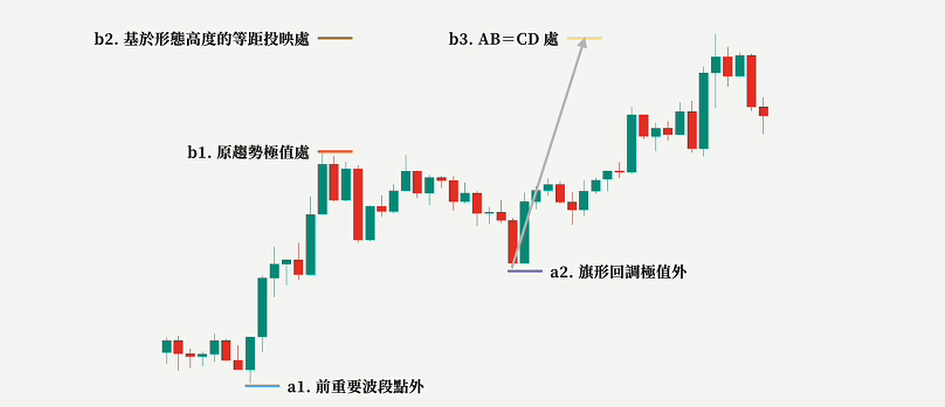 b2. 基於形態高度的等距投映處
b3. AB＝CD 處
b1. 原趨勢極值處
a2. 旗形回調極值外
a1. 前重要波段點外